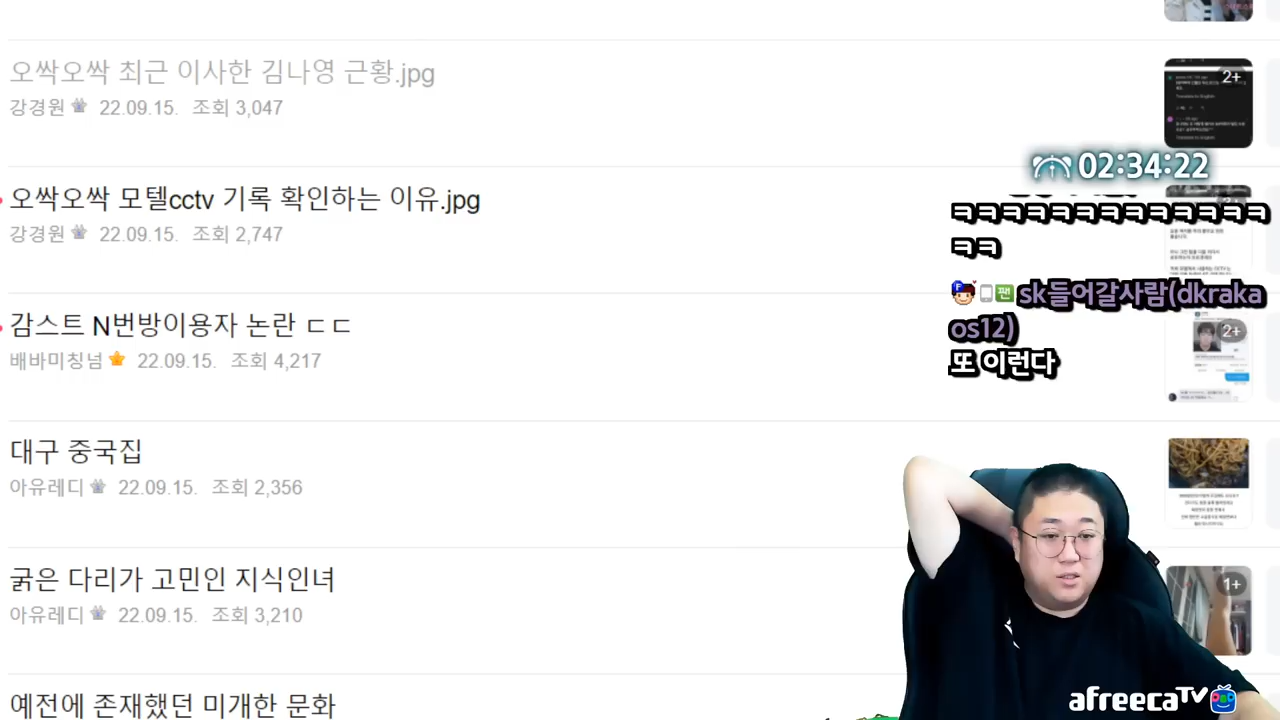 오싹오싹 최근 이사한 김나영 근황.jpg
2+
강경원 22.09.15. 조회 3,047
02:34:22
오싹오싹 모텔cctv 기록 확인하는 이유.jpg
강경원 22.09.15. 조회 2,747
ㅋㅋㅋㅋㅋㅋㅋㅋㅋㅋㅋㅋㅋ
ㅋㅋ
F 팬 sk들어갈사람(dkraka
os12)
또 이런다
감스트 N번방이용자 논란 ㄷㄷ
2+
배바미칭넘 22.09.15. 조회 4,217
대구 중국집
아유레디 22.09.15. 조회 2,356
굵은 다리가 고민인 지식인녀
1+
아유레디 22.09.15. 조회 3,210
예전에 존재했던 미개한 문화
afreecaTV